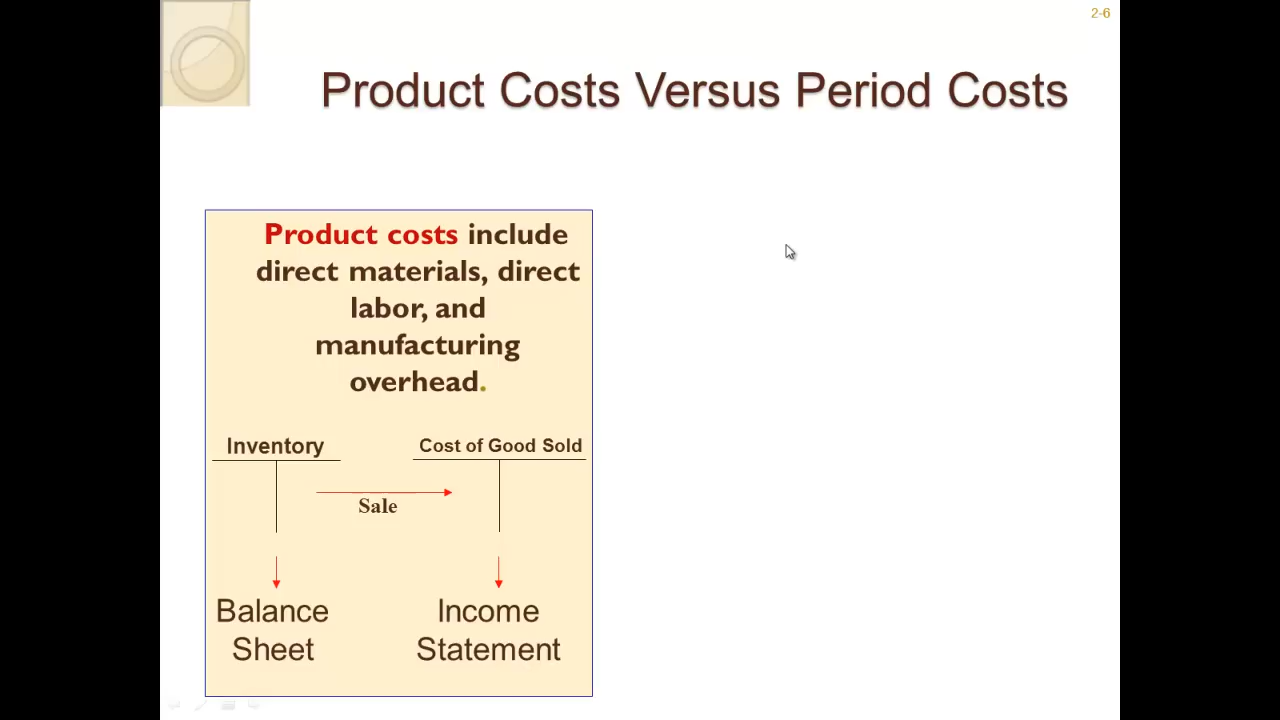 2-6
Product Costs Versus Period Costs
Product costs include
direct materials, direct
labor, and
manufacturing
overhead.
Inventory
Cost of Good Sold
Sale
Balance
Sheet
Income
Statement